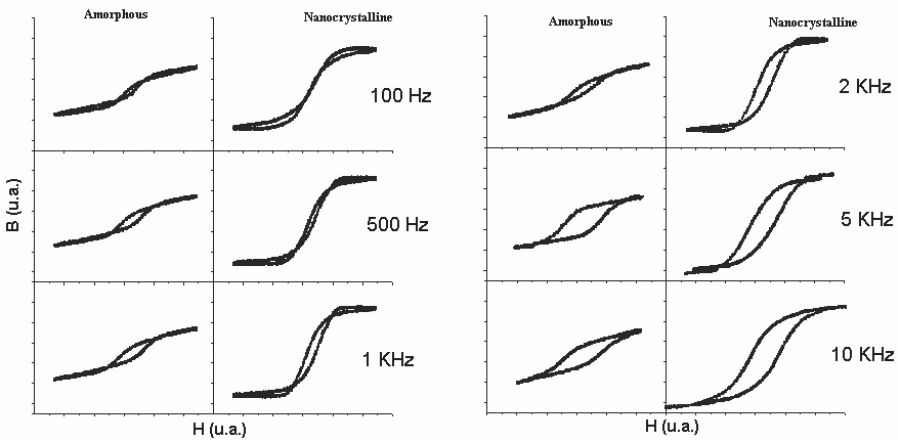 Amorphous
Nanocrystalline
100 Hz
500 Hz
1 KHz
B (u.a.)
H (u.a.)
Amorphous
Nanocrystalline
2 KHz
5 KHz
10 KHz
H (u.a.)